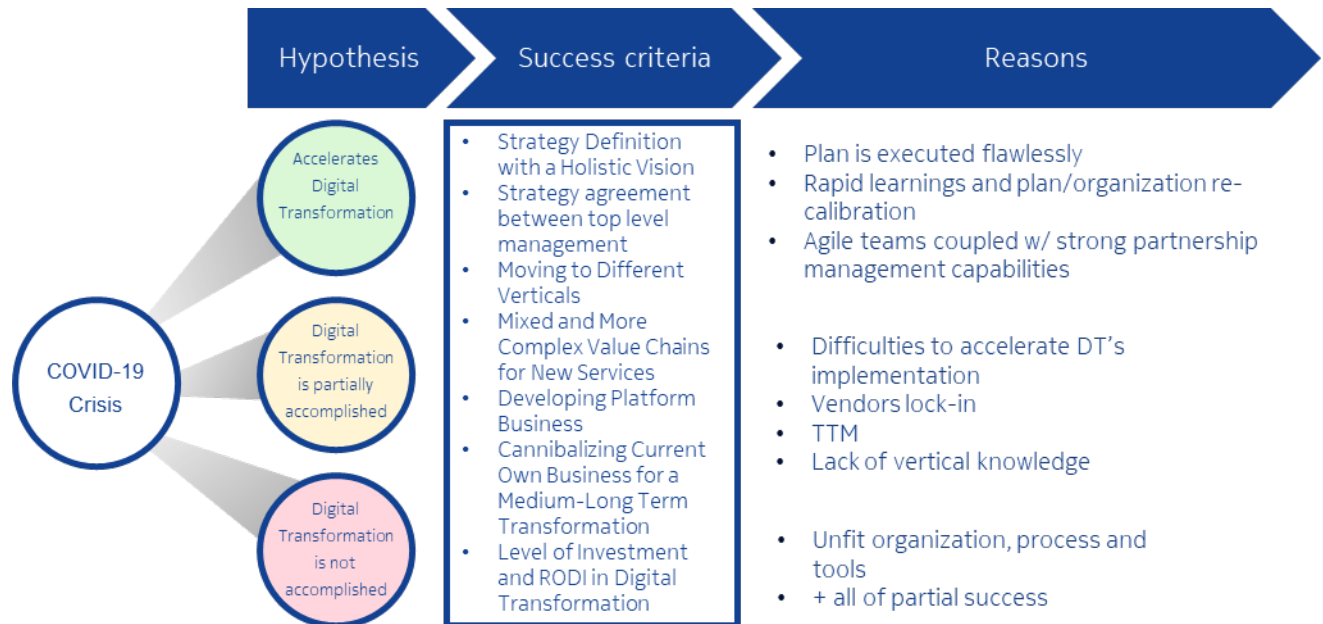 Hypothesis
Success criteria
Reasons
COVID-19
Crisis
Accelerates
Digital
Transformation
Digital
Transformation
is partially
accomplished
Digital
Transformation
is not
accomplished
• Strategy Definition
with a Holistic Vision
• Strategy agreement
between top level
management
• Moving to Different
Verticals
• Mixed and More
Complex Value Chains
for New Services
• Developing Platform
Business
• Cannibalizing Current
Own Business for a
Medium-Long Term
Transformation
• Level of Investment
and RODI in Digital
Transformation
• Plan is executed flawlessly
• Rapid learnings and plan/organization re-
calibration
• Agile teams coupled w/ strong partnership
management capabilities
• Difficulties to accelerate DT's
implementation
• Vendors lock-in
• TTM
• Lack of vertical knowledge
• Unfit organization, process and
tools
• + all of partial success